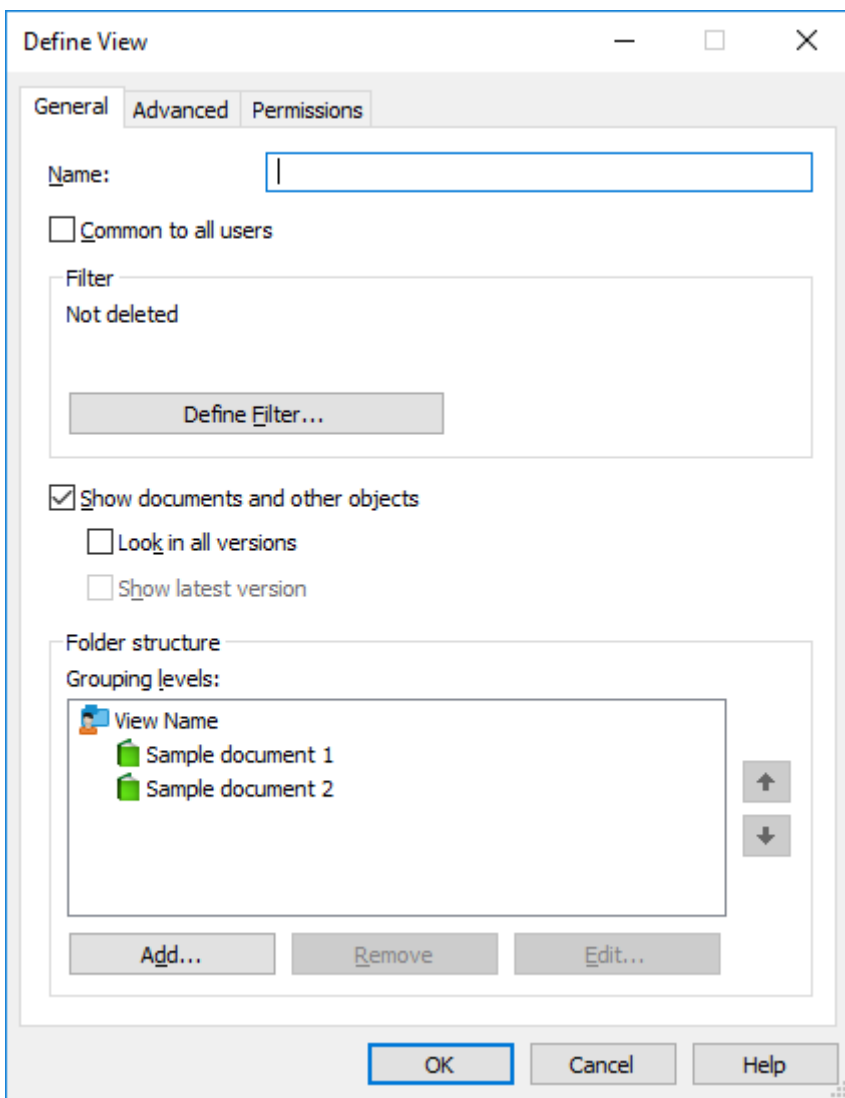 Define View
General Advanced Permissions
Name:
Common to all users
Filter
Not deleted
Define Filter...
Show documents and other objects
Look in all versions
Show latest version
Folder structure
Grouping levels:
View Name
Sample document 1
Sample document 2
Add... Remove Edit...
OK Cancel Help